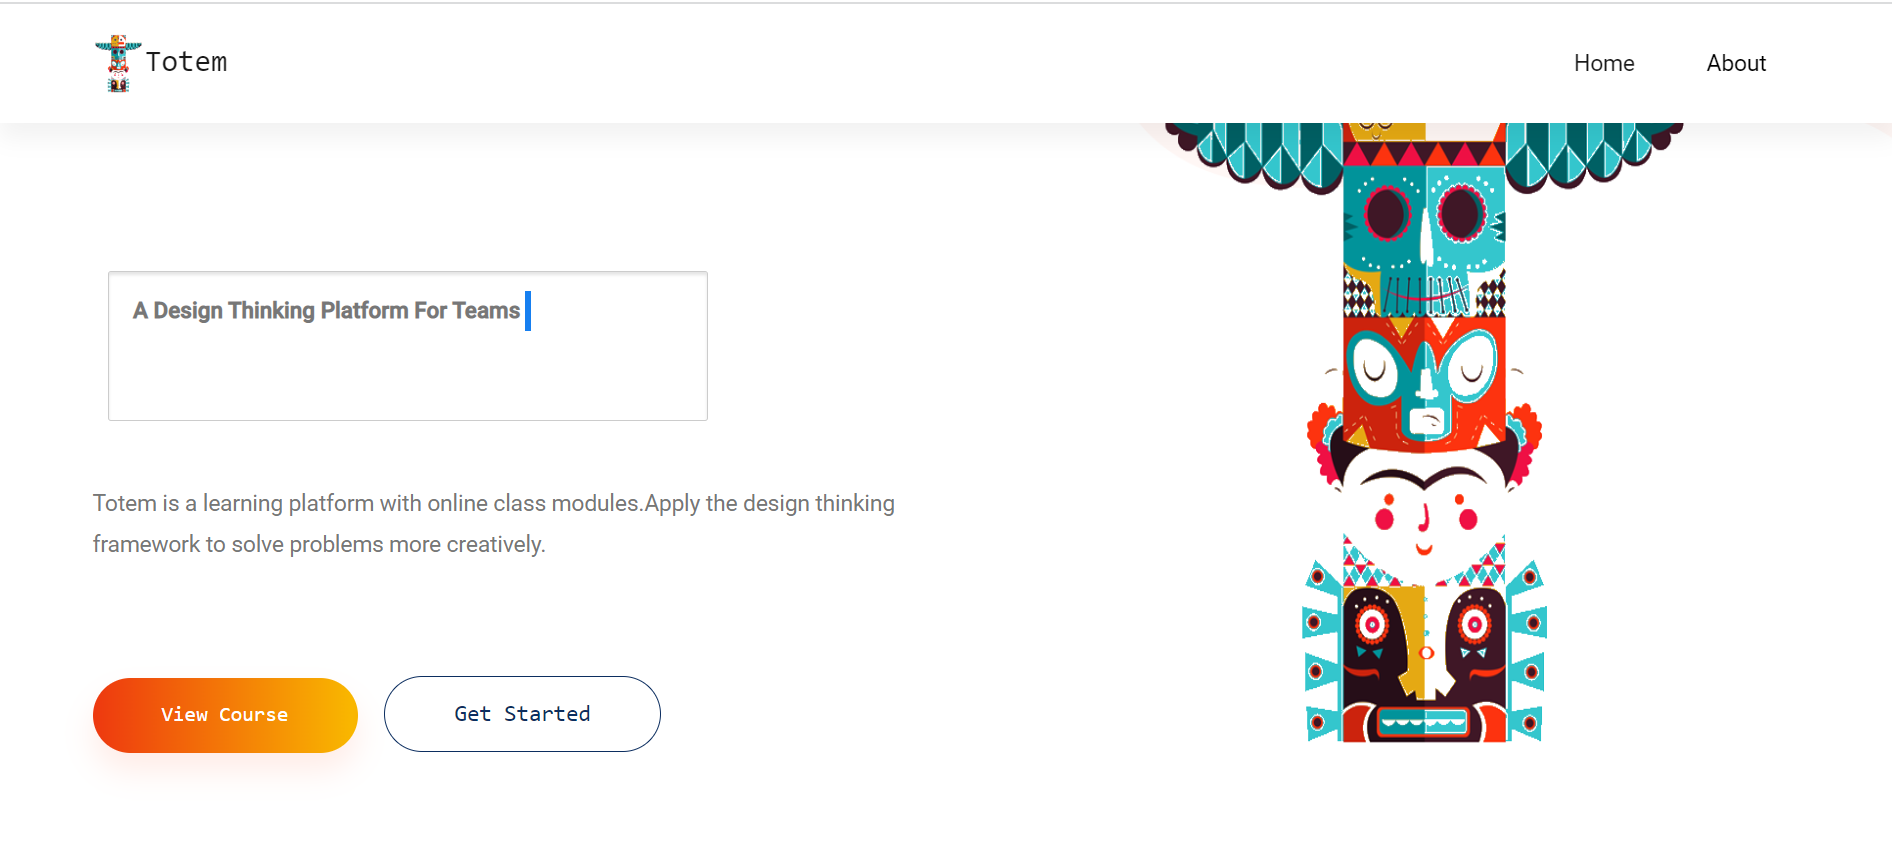 Totem
Home
About
A Design Thinking Platform For Teams
Totem is a learning platform with online class modules.Apply the design thinking
framework to solve problems more creatively.
View Course
Get Started